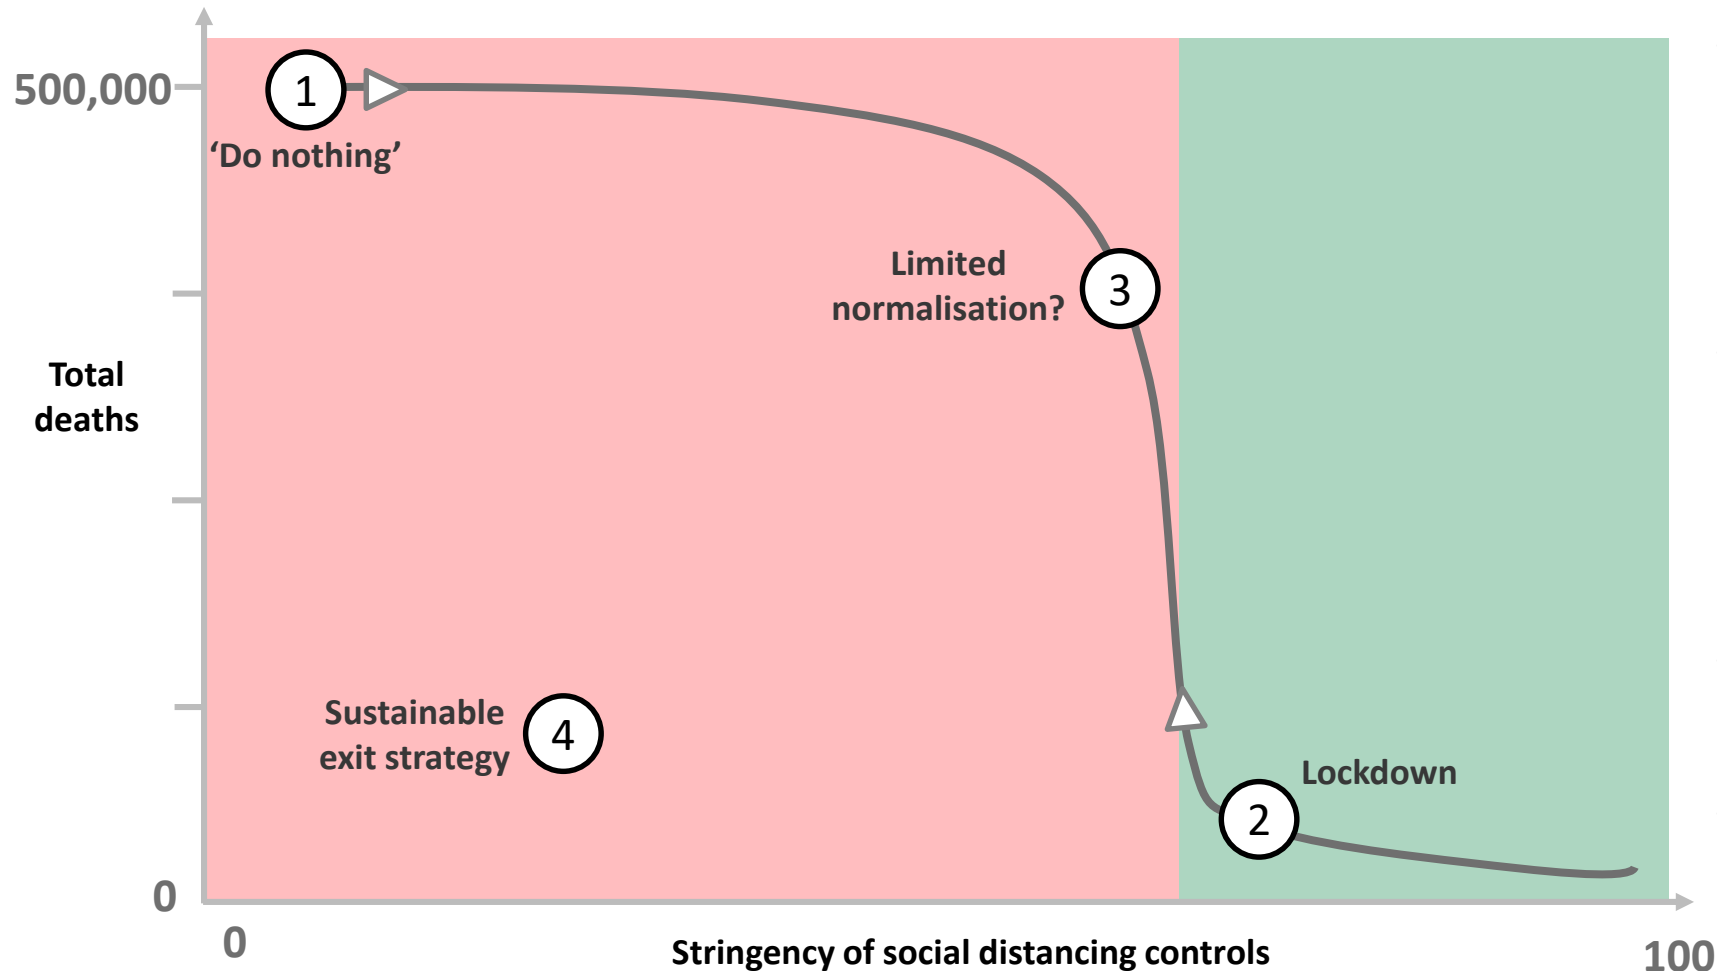 500,000
1
‘Do nothing’
Limited
normalisation?
3
Total
deaths
Sustainable
exit strategy
4
Lockdown
2
0
0
Stringency of social distancing controls
100